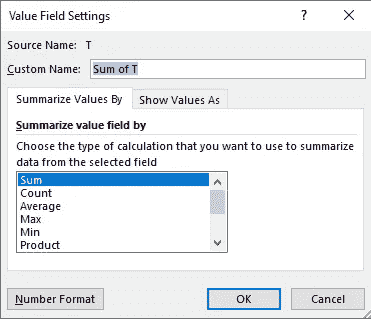 Value Field Settings ? ×
Source Name: T
Custom Name: Sum of T
Summarize Values By Show Values As
Summarize value field by
Choose the type of calculation that you want to use to summarize
data from the selected field
Sum
Count
Average
Max
Min
Product
Number Format OK Cancel